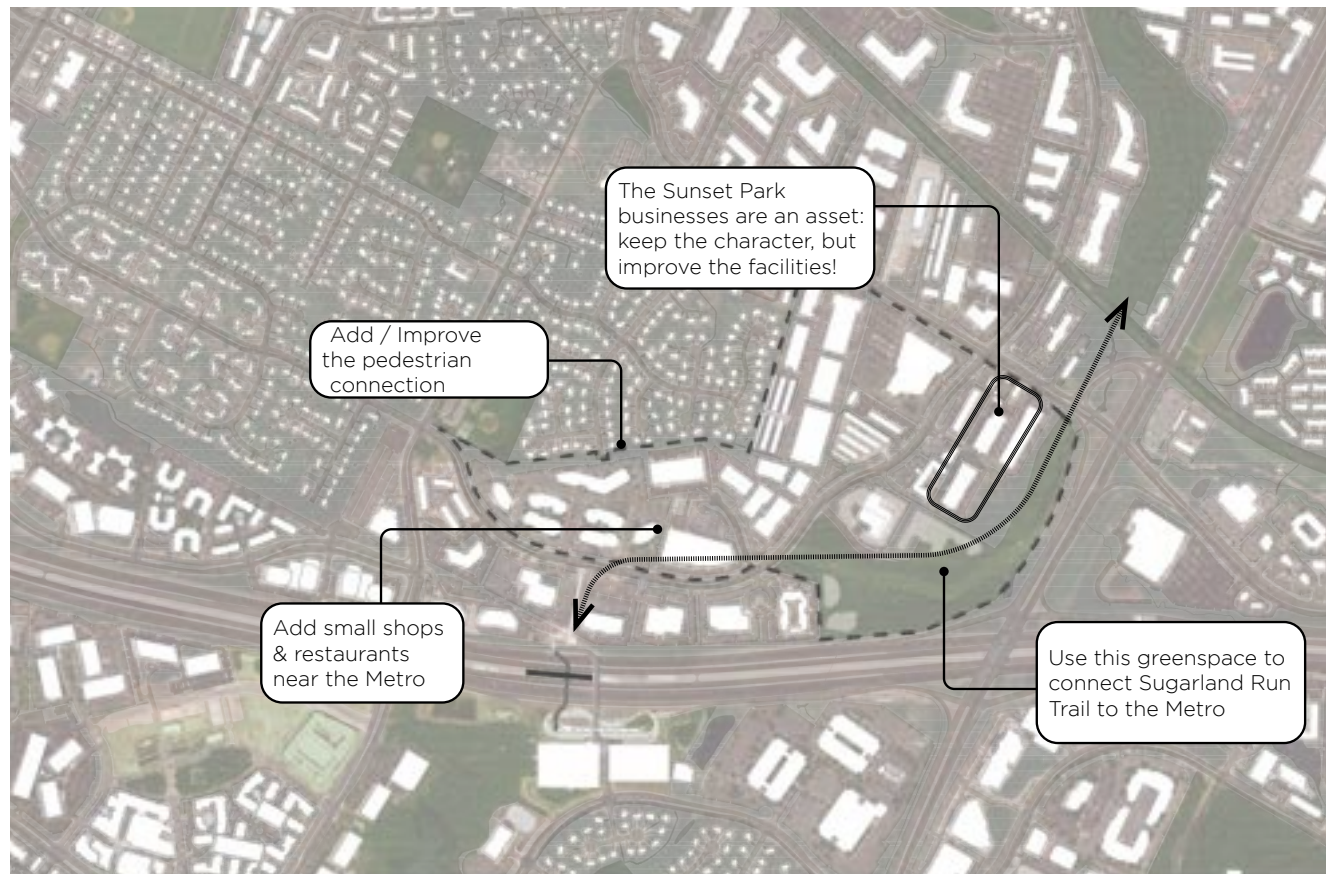 The Sunset Park
businesses are an asset:
keep the character, but
improve the facilities!
Add / Improve
the pedestrian
connection
Add small shops
& restaurants
near the Metro
Use this greenspace to
connect Sugarland Run
Trail to the Metro